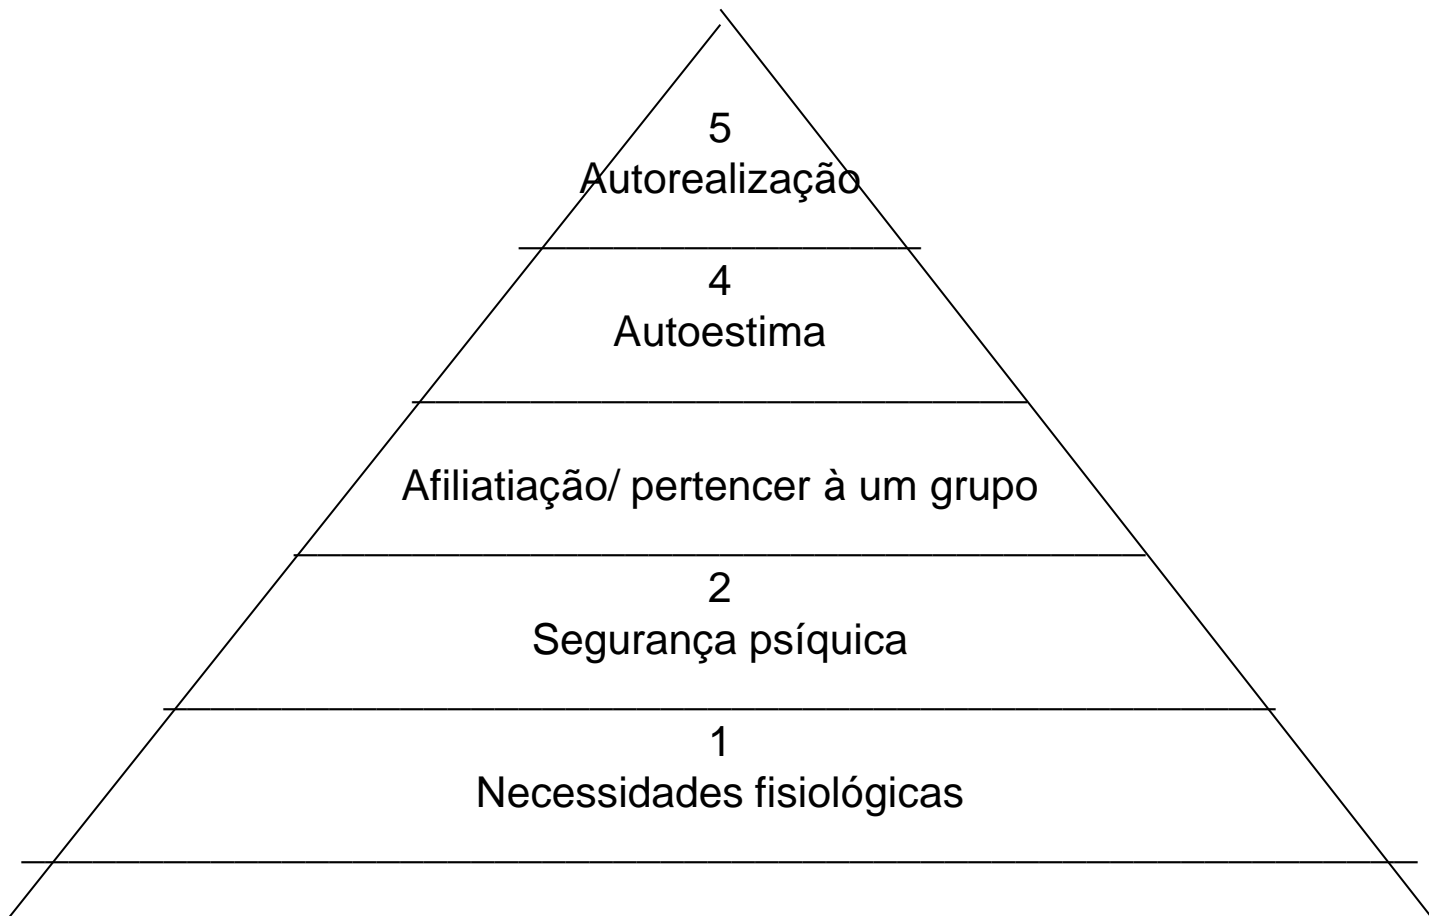 5
Autorealização
4
Autoestima
Afiliatiação/ pertencer à um grupo
2
Segurança psíquica
1
Necessidades fisiológicas